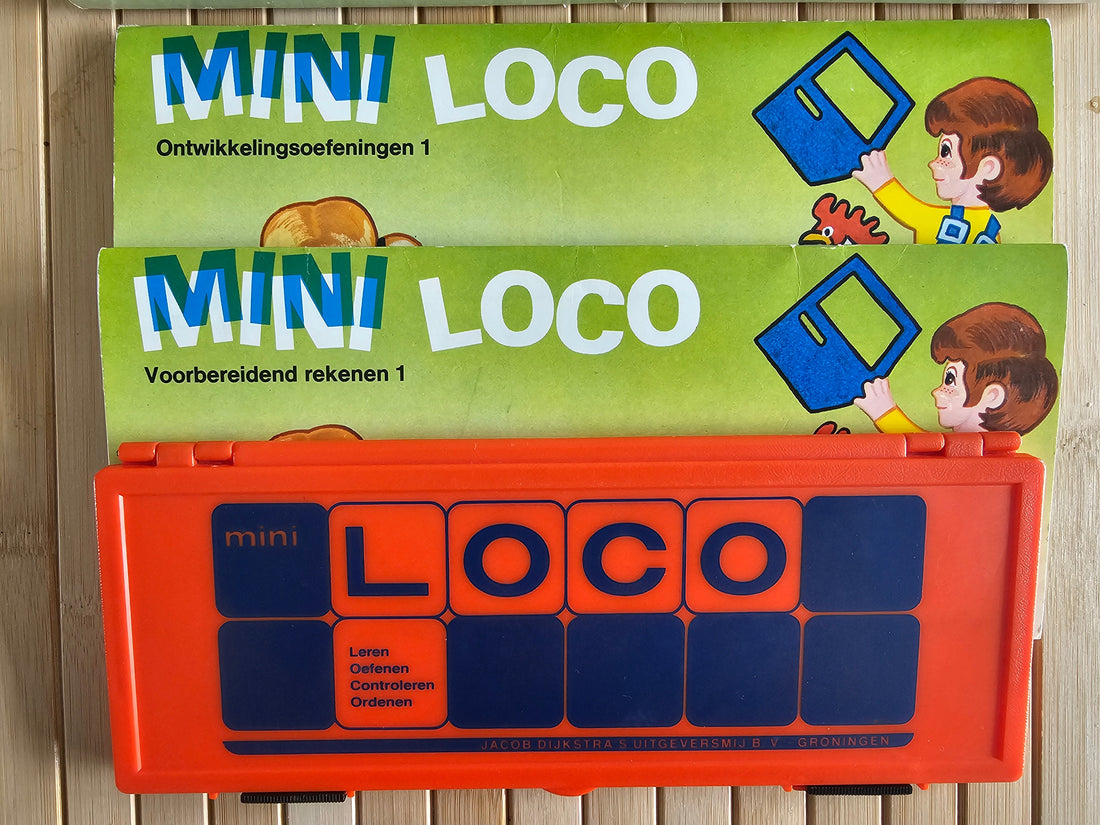 MINI LOCO
Ontwikkelingsoefeningen 1
MINI LOCO
Voorbereidend rekenen 1
mini LOCO
Leren
Oefenen
Controleren
Ordenen
JACOB DIJKSTRA S UITGEVERSMIJ B V - GRONINGEN